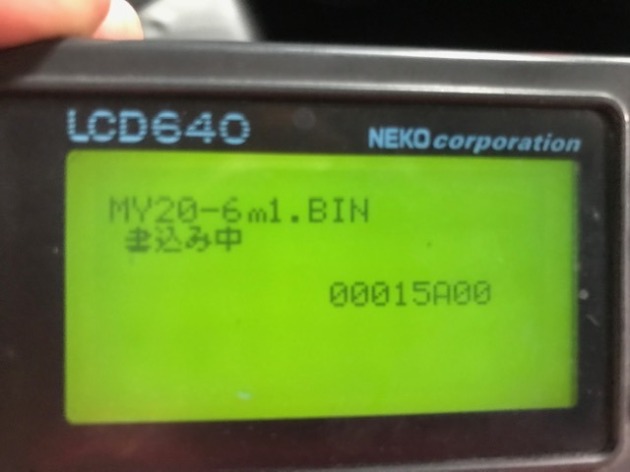 LCD640
NEKO corporation
MY20-6m1.BIN
書込み中
00015A00